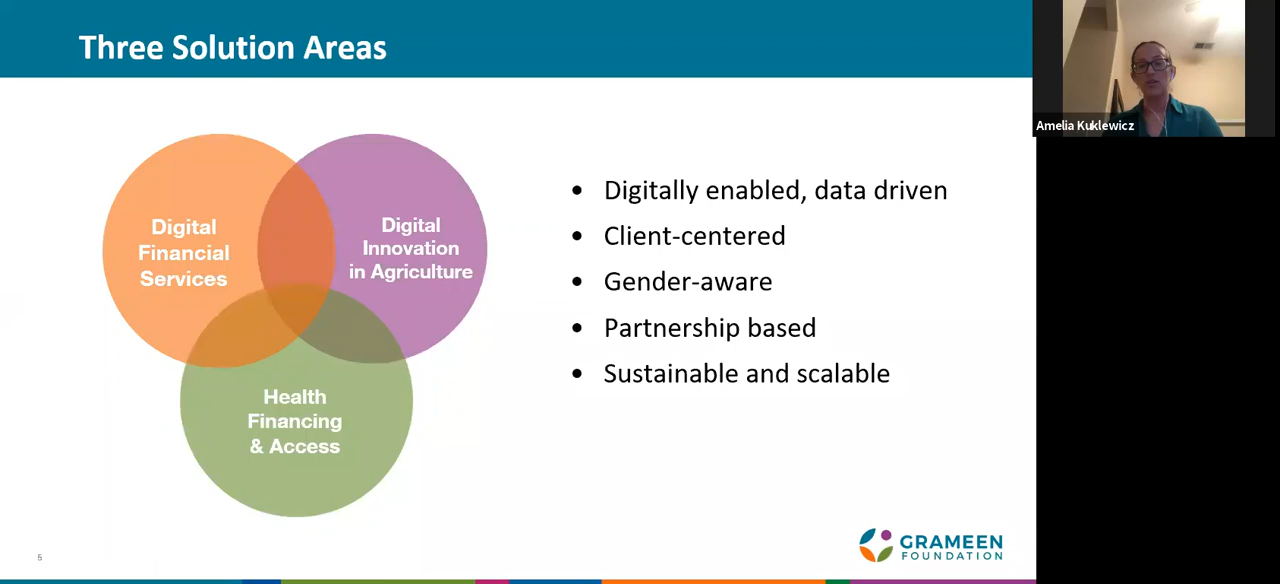 Three Solution Areas
Amelia Kuklewicz
Digital
Financial
Services
Digital
Innovation
in Agriculture
Health
Financing
& Access
• Digitally enabled, data driven
• Client-centered
• Gender-aware
• Partnership based
• Sustainable and scalable
5
GRAMEEN
FOUNDATION